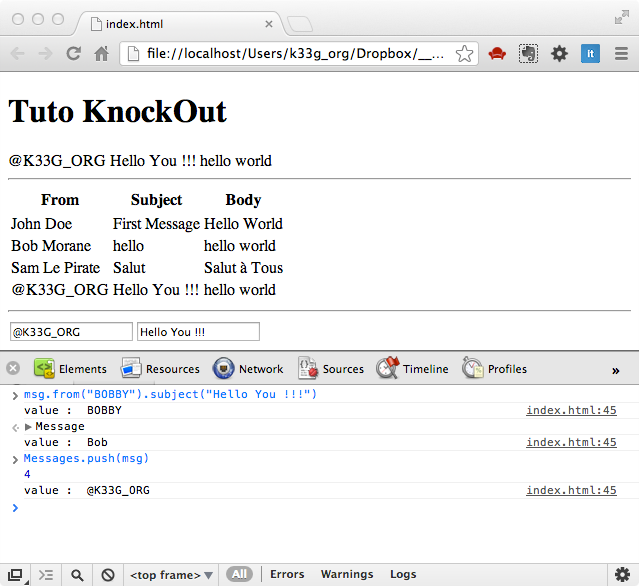 index.html
file://localhost/Users/k33g_org/Dropbox/__...
lt
Tuto KnockOut
@K33G_ORG Hello You !!! hello world
From Subject Body
John Doe First Message Hello World
Bob Morane hello hello world
Sam Le Pirate Salut Salut à Tous
@K33G_ORG Hello You !!! hello world
@K33G_ORG Hello You !!!
Elements Resources Network Sources Timeline Profiles »
> msg.from("BOBBY").subject("Hello You !!!")
value : BOBBY index.html:45
Message
value : Bob index.html:45
> Messages.push(msg)
4
value : @K33G_ORG index.html:45
>
<top frame> All Errors Warnings Logs